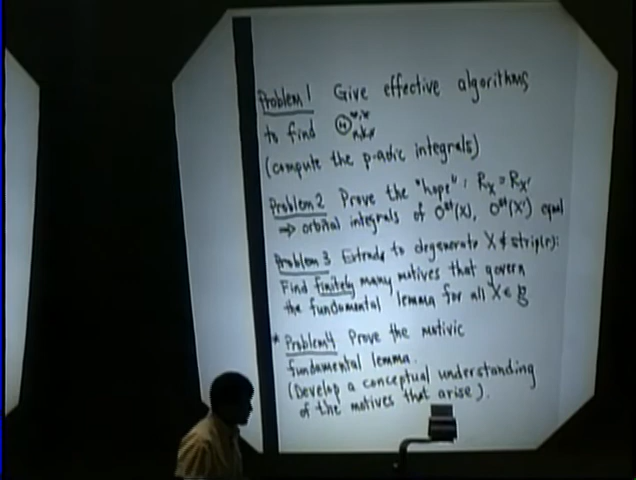 Problem 1 Give effective algorithms
to find Θ
(compute the p-adic integrals)
Problem 2 Prove the "hope": R_X = R_X'
⇒ orbital integrals of O^st(X), O^st(X') equal
Problem 3 Extend to degenerate X ∉ strip(r):
Find finitely many motives that govern
the fundamental lemma for all X ∈ g
* Problem 4 Prove the motivic
fundamental lemma.
(Develop a conceptual understanding
of the motives that arise).